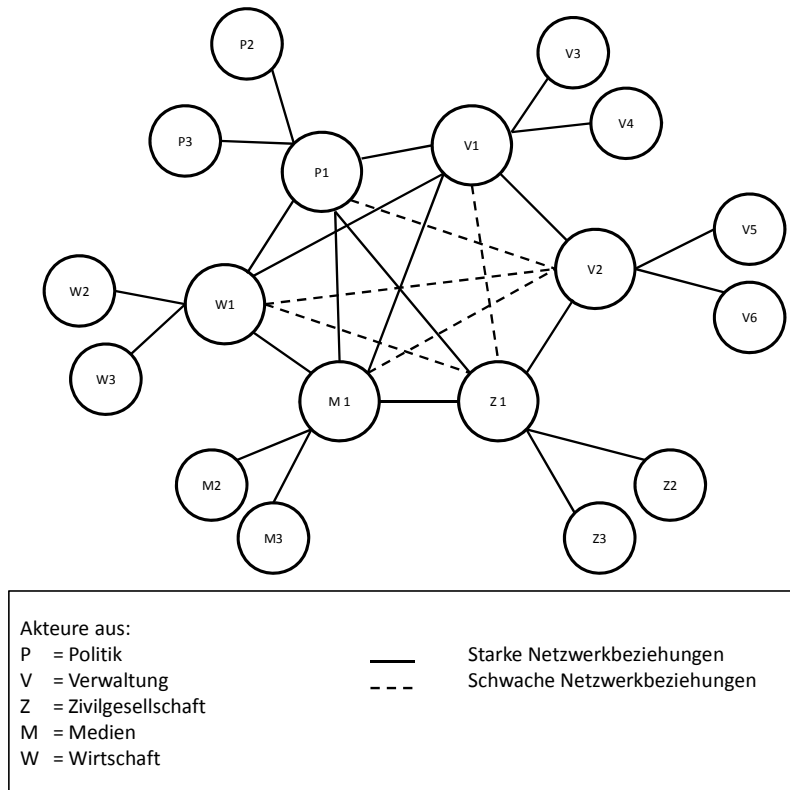 P2
V3
V4
P3
P1
V1
V5
V2
W2
W1
V6
W3
M 1
Z 1
M2
Z2
M3
Z3
Akteure aus:
P = Politik
V = Verwaltung
Z = Zivilgesellschaft
M = Medien
W = Wirtschaft
Starke Netzwerkbeziehungen
Schwache Netzwerkbeziehungen